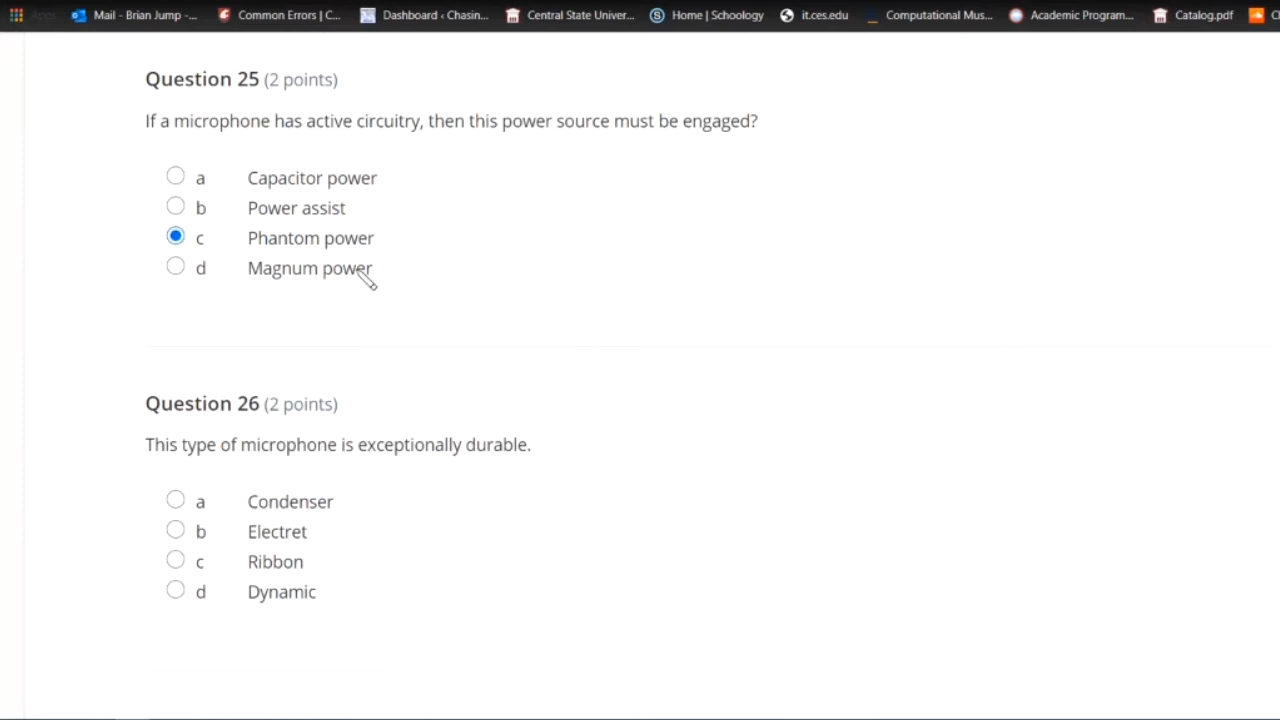 Apps Mail - Brian Jump -... Common Errors | C... Dashboard ‹ Chasin... Central State Univer... Home | Schoology it.ces.edu Computational Mus... Academic Program... Catalog.pdf
Question 25 (2 points)
If a microphone has active circuitry, then this power source must be engaged?
a Capacitor power
b Power assist
c Phantom power
d Magnum power
Question 26 (2 points)
This type of microphone is exceptionally durable.
a Condenser
b Electret
c Ribbon
d Dynamic